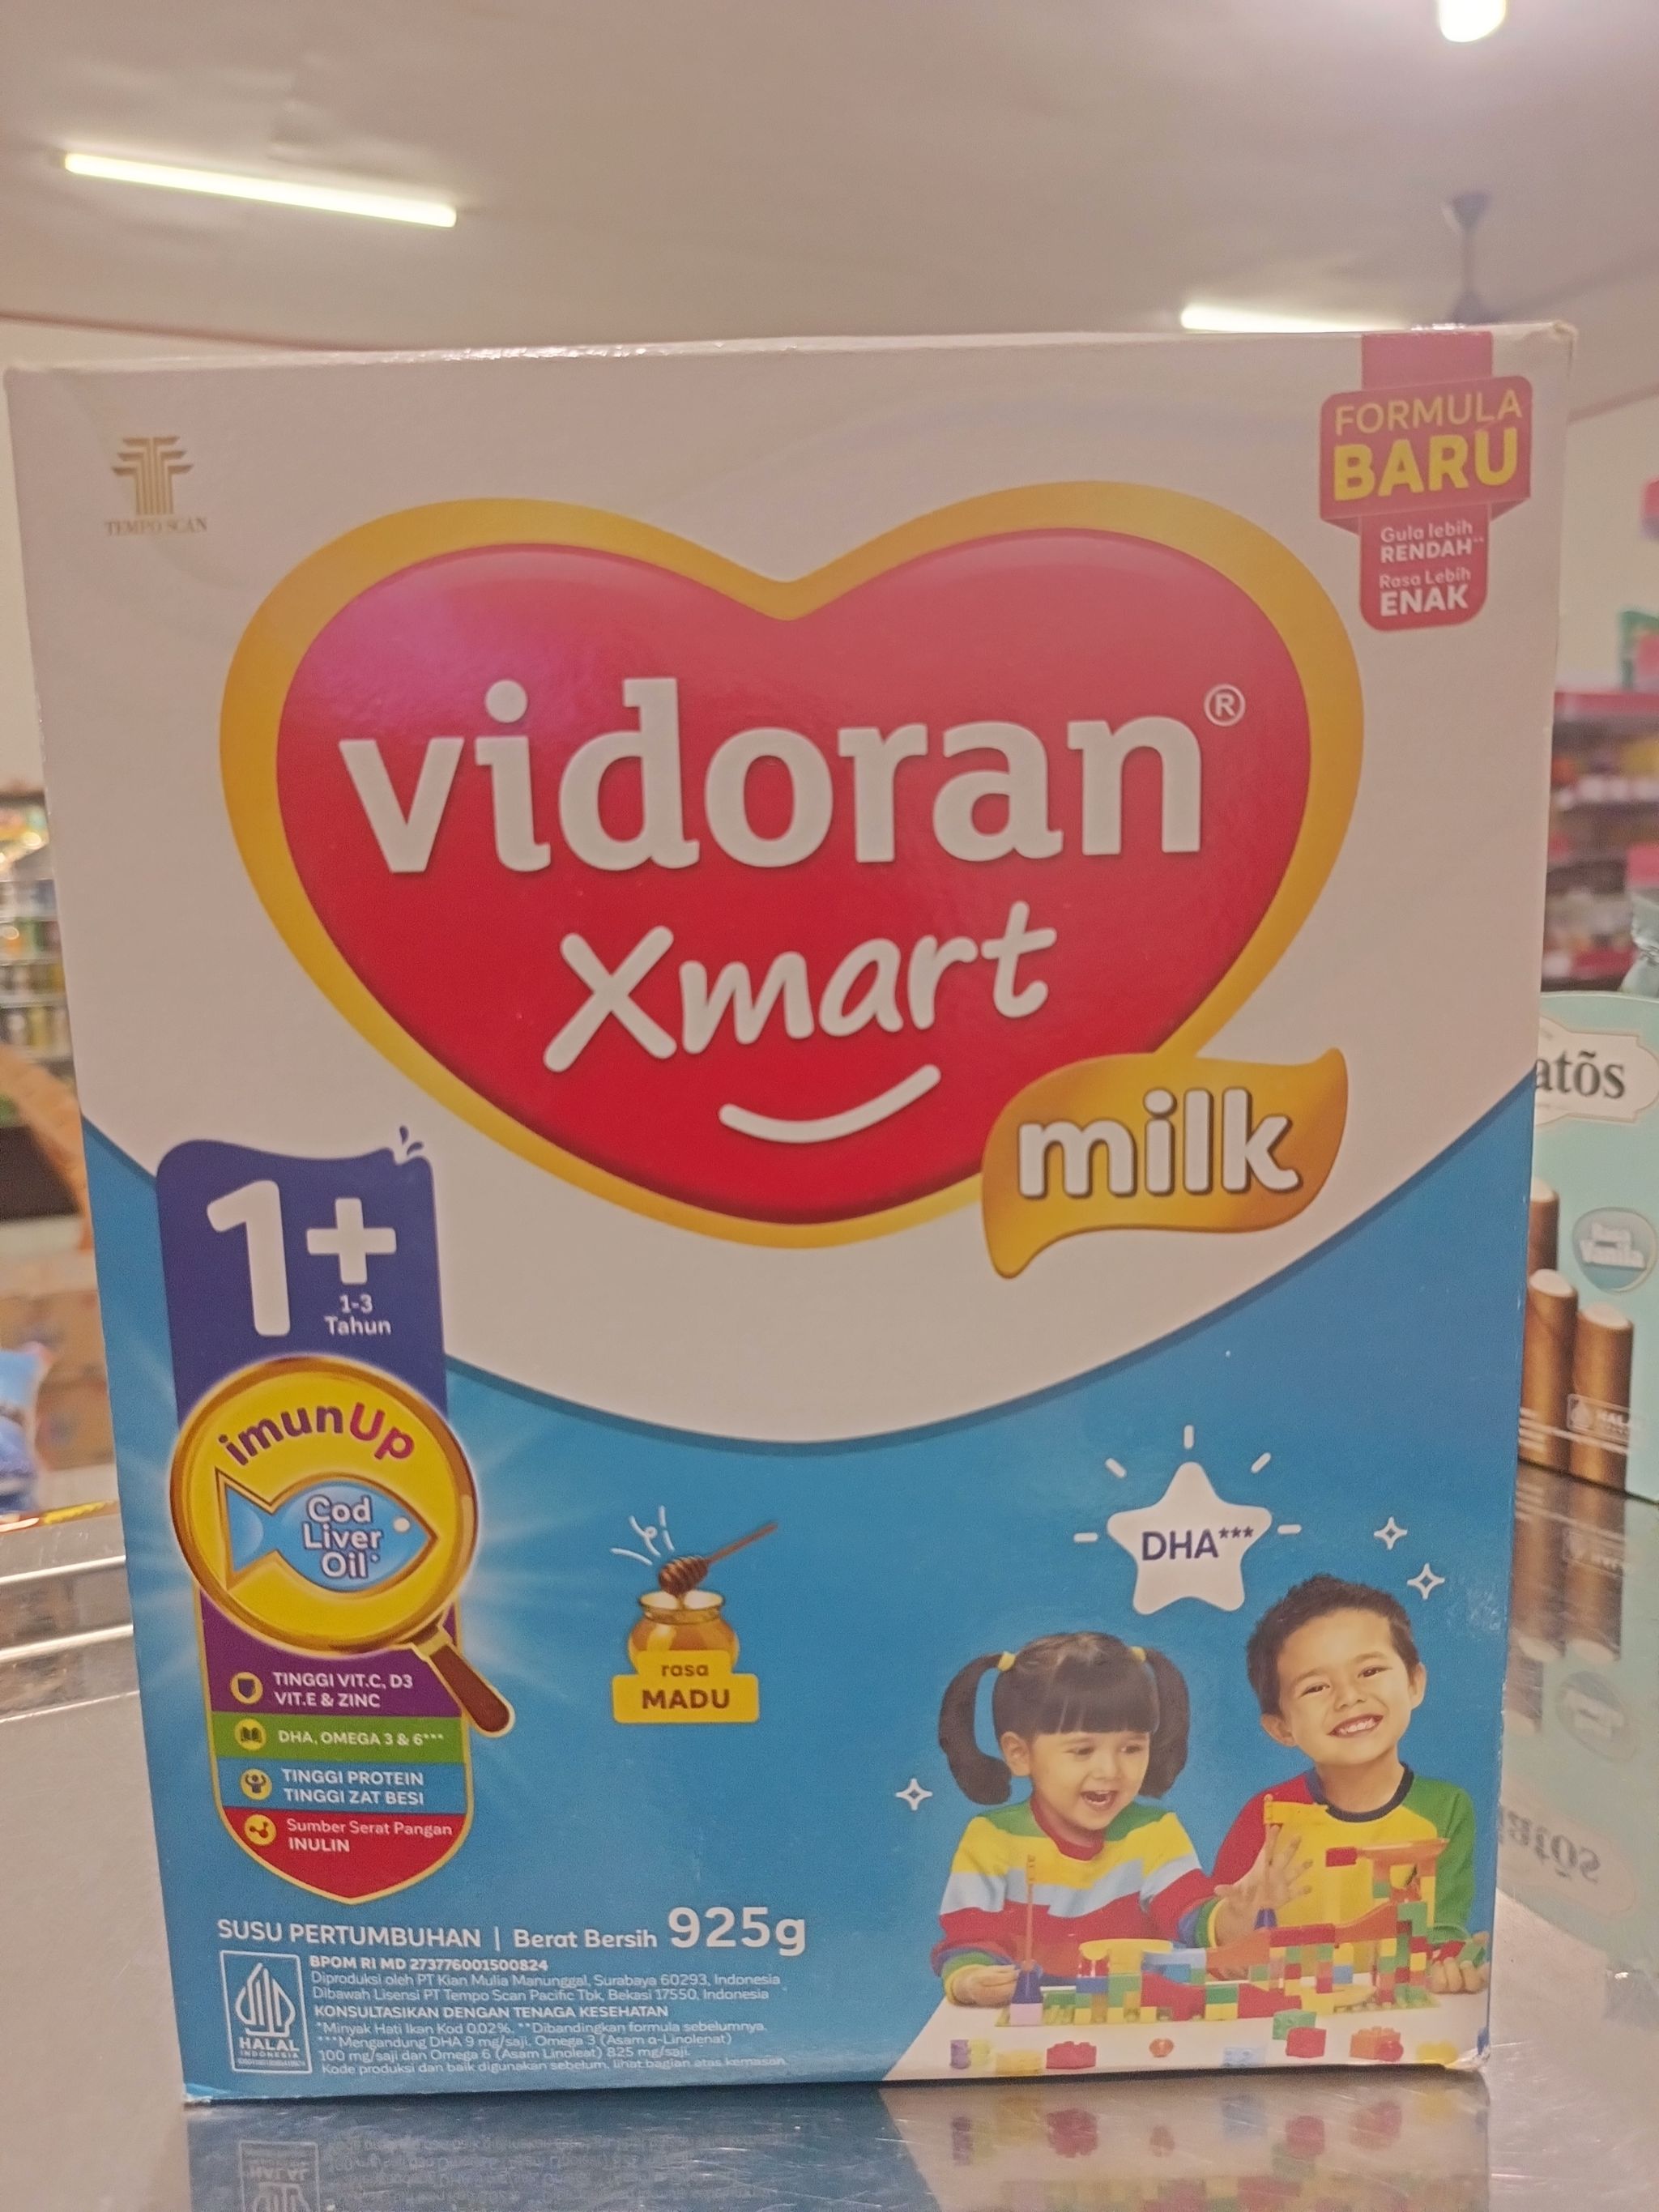 TEMPO SCAN
FORMULA
BARU
Gula lebih
RENDAH**
Rasa Lebih
ENAK
vidoran®
Xmart
milk
1+
1-3
Tahun
imunUp
Cod
Liver
Oil*
TINGGI VIT.C, D3
VIT.E & ZINC
DHA, OMEGA 3 & 6***
TINGGI PROTEIN
TINGGI ZAT BESI
Sumber Serat Pangan
INULIN
rasa
MADU
DHA***
SUSU PERTUMBUHAN | Berat Bersih 925g
BPOM RI MD 273776001500824
Diproduksi oleh PT Kian Mulia Manunggal, Surabaya 60293, Indonesia
Dibawah Lisensi PT Tempo Scan Pacific Tbk, Bekasi 17550, Indonesia
KONSULTASIKAN DENGAN TENAGA KESEHATAN
*Minyak Hati Ikan Kod 0,02%. **Dibandingkan formula sebelumnya.
***Mengandung DHA 9 mg/saji, Omega 3 (Asam α-Linolenat)
100 mg/saji dan Omega 6 (Asam Linoleat) 825 mg/saji.
Kode produksi dan baik digunakan sebelum, lihat bagian atas kemasan.
HALAL
INDONESIA
atõs
Rasa
Vanila